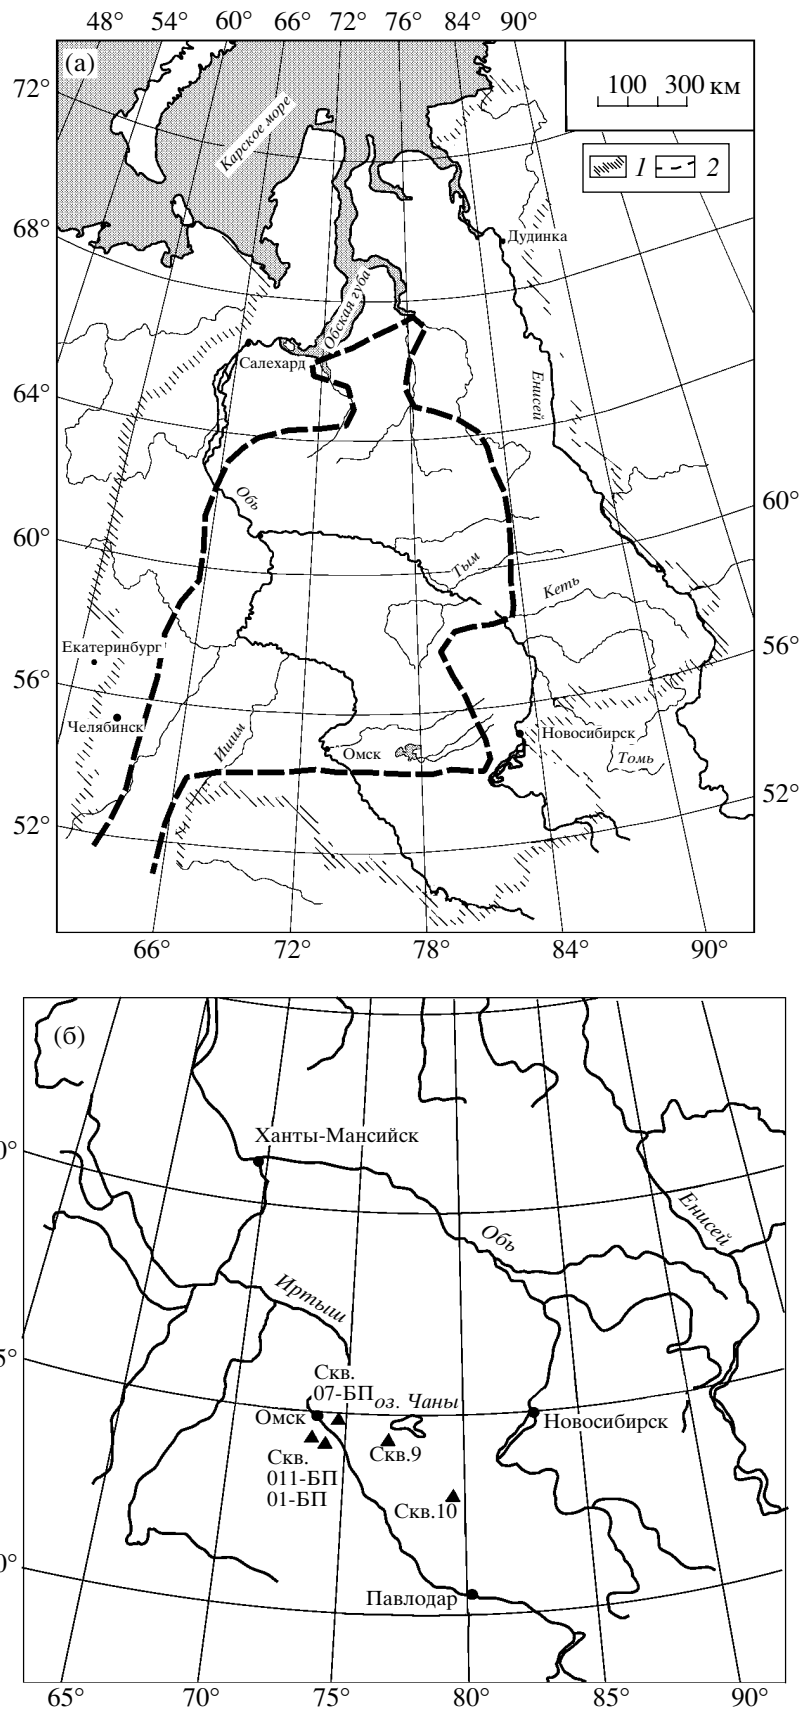 48° 54° 60° 66° 72° 76° 84° 90°
(а)
72°
100 300 км
Карское море
1 2
68°
Дудинка
Обская губа
Салехард
64°
Енисей
Обь
60°
60°
Тым
Кеть
Екатеринбург
56°
56°
Челябинск
Ишим
Омск
Новосибирск
Томь
52°
52°
66° 72° 78° 84° 90°
(б)
Ханты-Мансийск
0°
Енисей
Обь
Иртыш
5°
Скв.
07-БП
оз. Чаны
Омск
Новосибирск
Скв.
011-БП
01-БП
Скв.9
Скв.10
0°
Павлодар
65° 70° 75° 80° 85° 90°